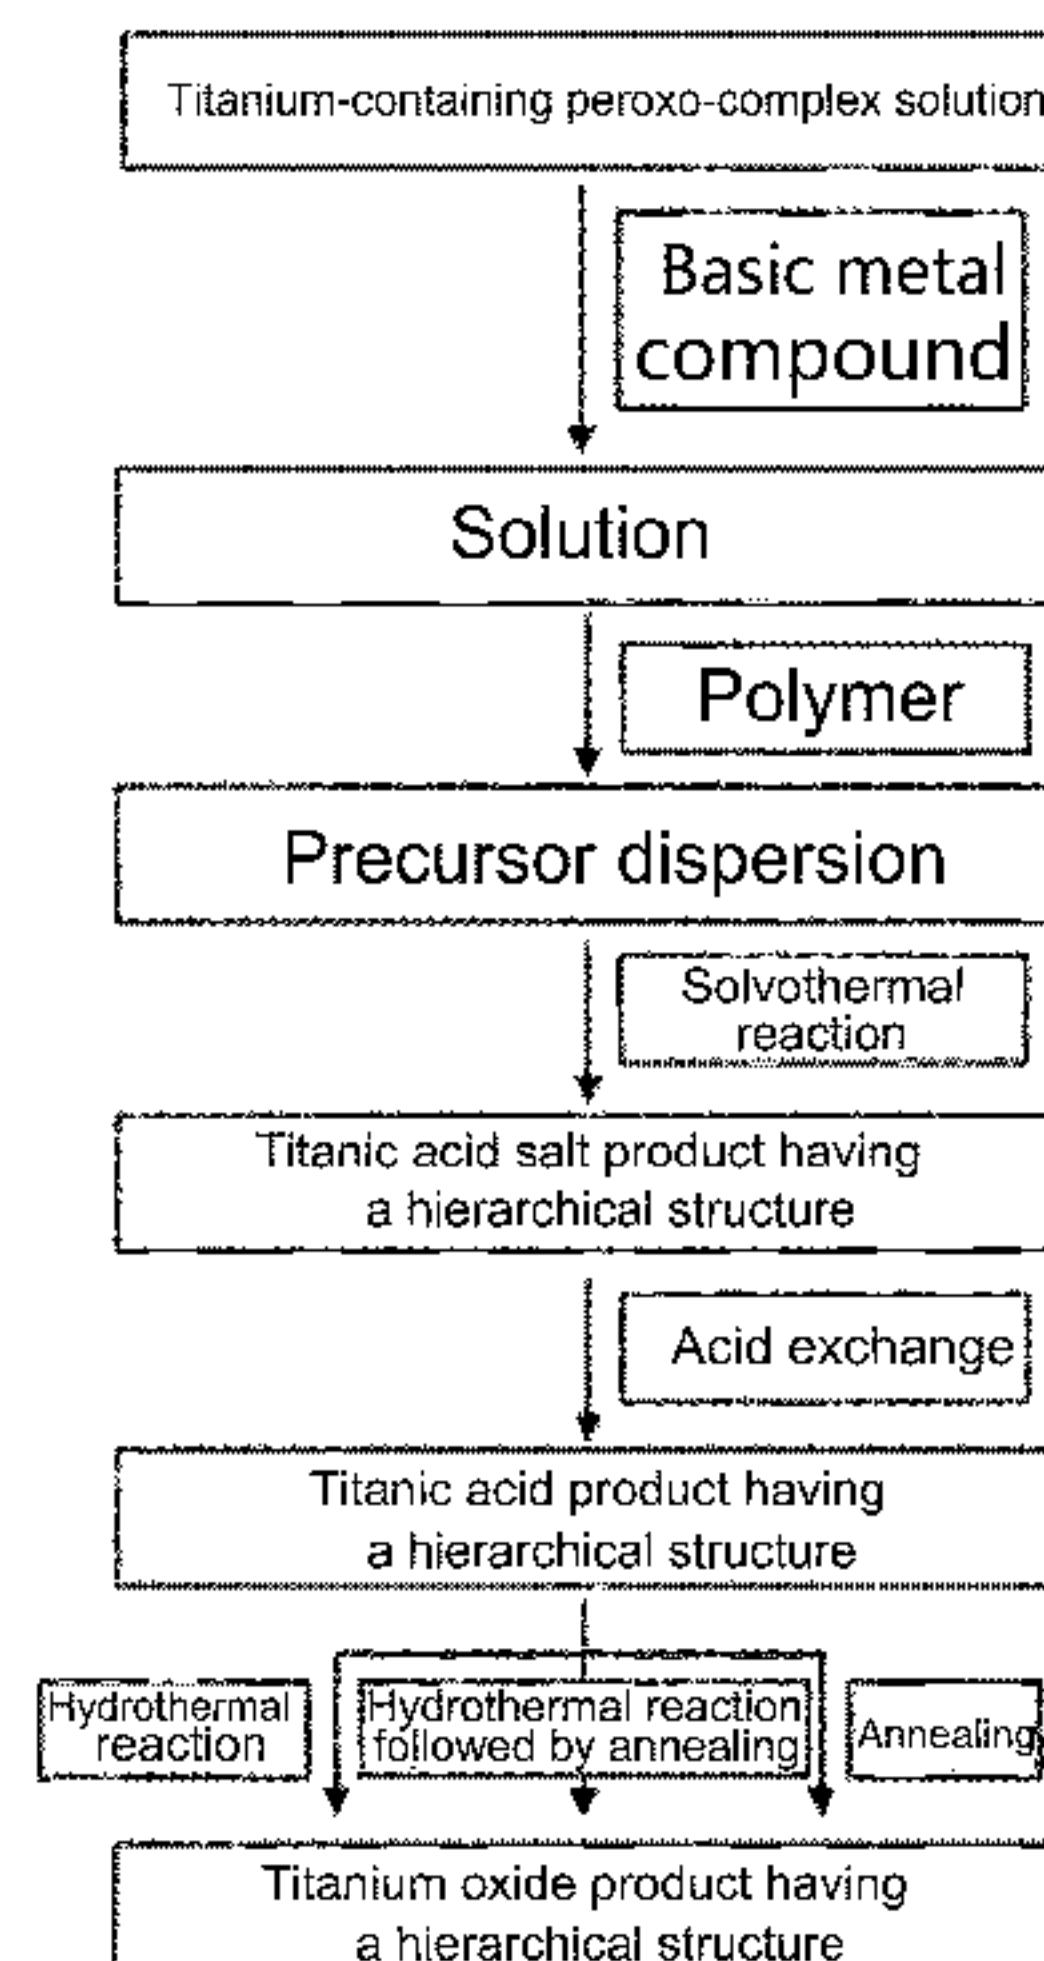 Titanium-containing peroxo-complex solution
Basic metal
compound
Solution
Polymer
Precursor dispersion
Solvothermal
reaction
Titanic acid salt product having
a hierarchical structure
Acid exchange
Titanic acid product having
a hierarchical structure
Hydrothermal
reaction
Hydrothermal reaction
followed by annealing
Annealing
Titanium oxide product having
a hierarchical structure